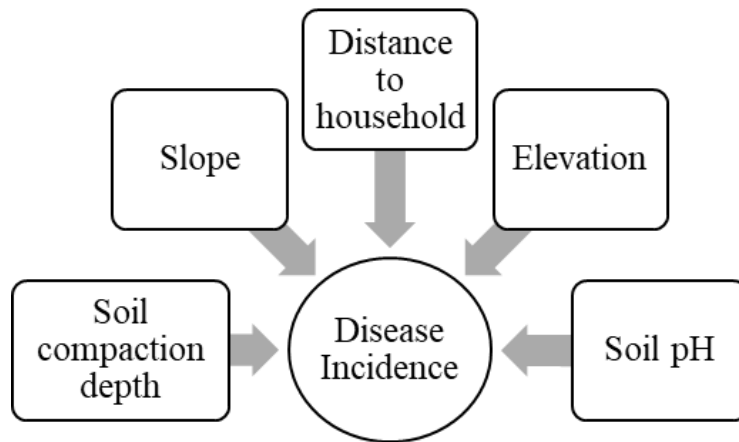 Distance
to
household
Slope
Elevation
Soil
compaction
depth
Disease
Incidence
Soil pH